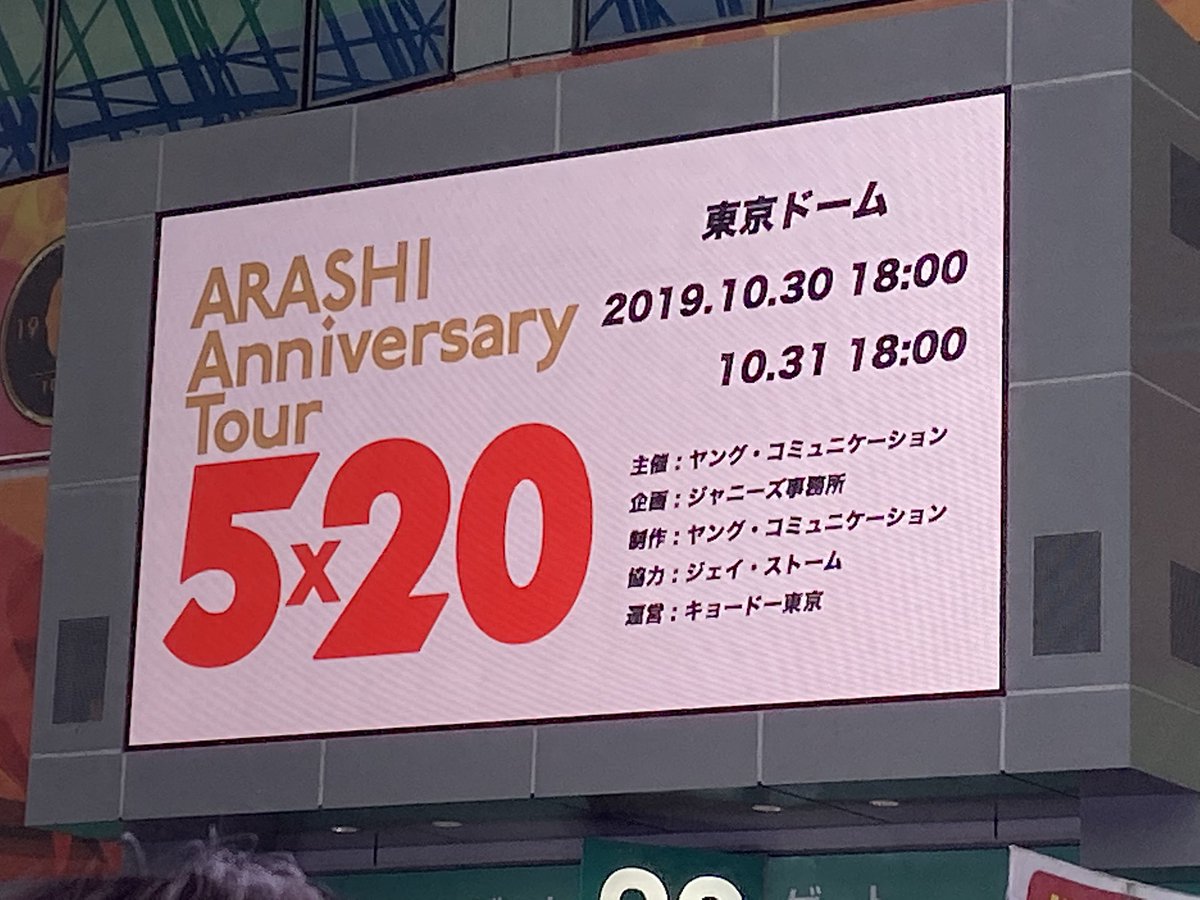 ARASHI
Anniversary
Tour
5x20
東京ドーム
2019.10.30 18:00
10.31 18:00
主催：ヤング・コミュニケーション
企画：ジャニーズ事務所
制作：ヤング・コミュニケーション
協力：ジェイ・ストーム
運営：キョードー東京
19